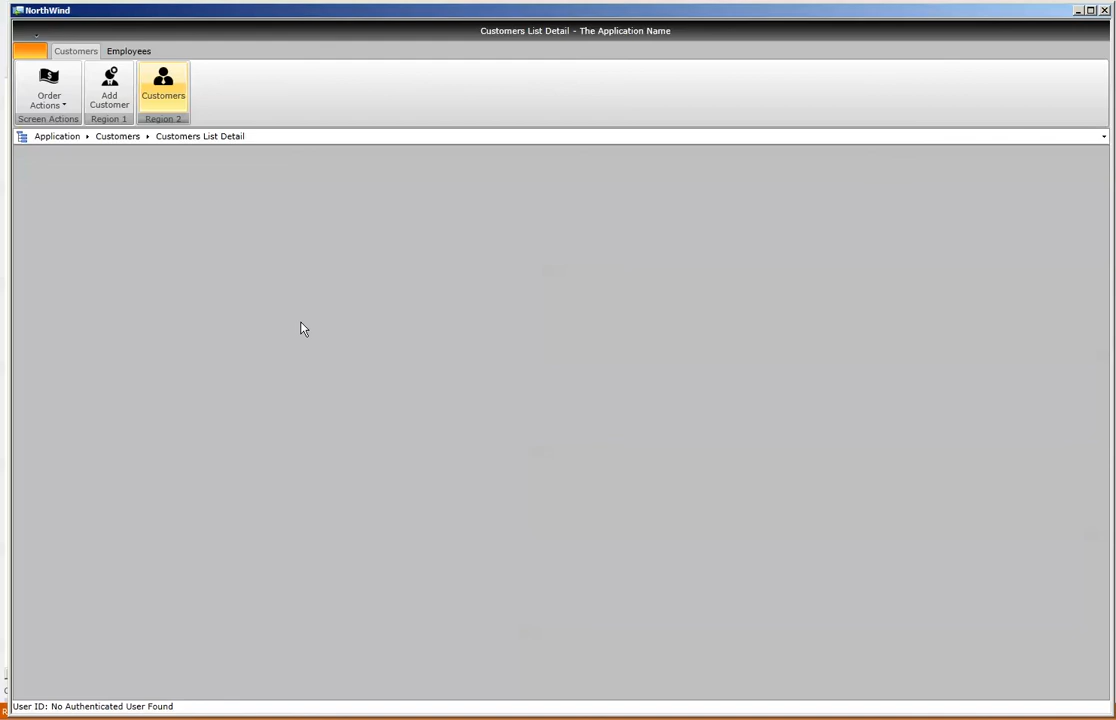 NorthWind
Customers List Detail - The Application Name
Customers Employees
Order Actions
Add Customer
Customers
Screen Actions Region 1 Region 2
Application Customers Customers List Detail
User ID: No Authenticated User Found